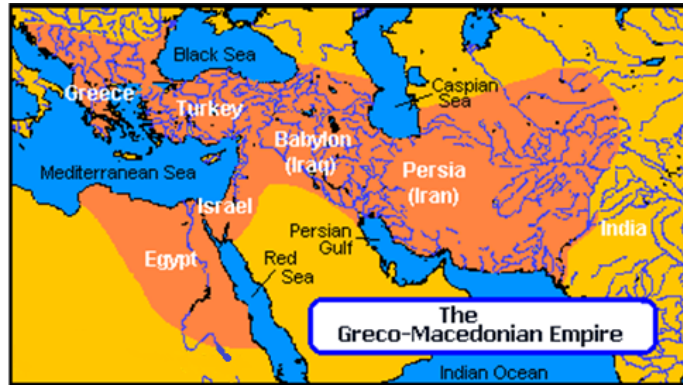 Black Sea
Greece
Turkey
Caspian
Sea
Babylon
(Iraq)
Mediterranean Sea
Persia
(Iran)
Israel
India
Persian
Gulf
Egypt
Red
Sea
The
Greco-Macedonian Empire
Indian Ocean